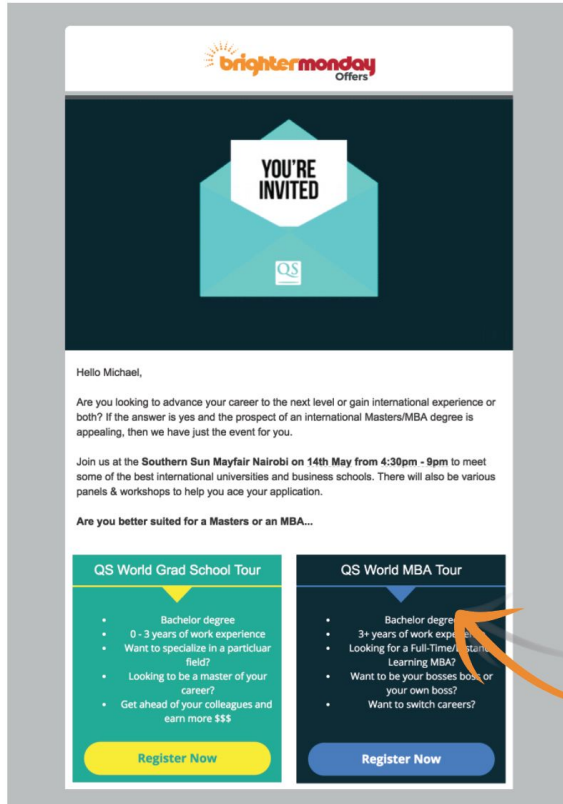 brightermonday
Offers
YOU'RE
INVITED
QS
Hello Michael,
Are you looking to advance your career to the next level or gain international experience or
both? If the answer is yes and the prospect of an international Masters/MBA degree is
appealing, then we have just the event for you.
Join us at the Southern Sun Mayfair Nairobi on 14th May from 4:30pm - 9pm to meet
some of the best international universities and business schools. There will also be various
panels & workshops to help you ace your application.
Are you better suited for a Masters or an MBA...
QS World Grad School Tour
• Bachelor degree
• 0 - 3 years of work experience
• Want to specialize in a particluar
field?
• Looking to be a master of your
career?
• Get ahead of your colleagues and
earn more $$$
Register Now
QS World MBA Tour
• Bachelor degree
• 3+ years of work experience
• Looking for a Full-Time/Distance
Learning MBA?
• Want to be your bosses boss or
your own boss?
• Want to switch careers?
Register Now